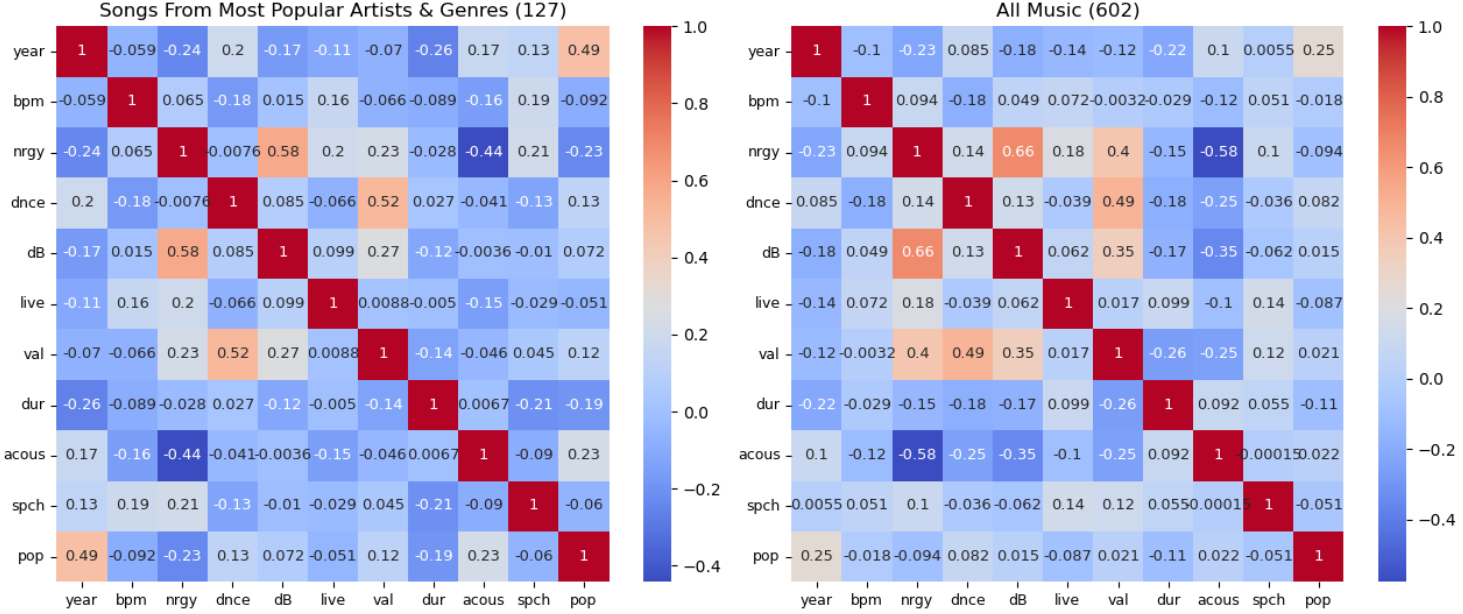 Songs From Most Popular Artists & Genres (127)
year 1 -0.059 -0.24 0.2 -0.17 -0.11 -0.07 -0.26 0.17 0.13 0.49
bpm -0.059 1 0.065 -0.18 0.015 0.16 -0.066 -0.089 -0.16 0.19 -0.092
nrgy -0.24 0.065 1 -0.0076 0.58 0.2 0.23 -0.028 -0.44 0.21 -0.23
dnce 0.2 -0.18 -0.0076 1 0.085 -0.066 0.52 0.027 -0.041 -0.13 0.13
dB -0.17 0.015 0.58 0.085 1 0.099 0.27 -0.12 -0.0036 -0.01 0.072
live -0.11 0.16 0.2 -0.066 0.099 1 0.0088 -0.005 -0.15 -0.029 -0.051
val -0.07 -0.066 0.23 0.52 0.27 0.0088 1 -0.14 -0.046 0.045 0.12
dur -0.26 -0.089 -0.028 0.027 -0.12 -0.005 -0.14 1 0.0067 -0.21 -0.19
acous 0.17 -0.16 -0.44 -0.041 -0.0036 -0.15 -0.046 0.0067 1 -0.09 0.23
spch 0.13 0.19 0.21 -0.13 -0.01 -0.029 0.045 -0.21 -0.09 1 -0.06
pop 0.49 -0.092 -0.23 0.13 0.072 -0.051 0.12 -0.19 0.23 -0.06 1
year bpm nrgy dnce dB live val dur acous spch pop
1.0
0.8
0.6
0.4
0.2
0.0
−0.2
−0.4
All Music (602)
year 1 -0.1 -0.23 0.085 -0.18 -0.14 -0.12 -0.22 0.1 0.0055 0.25
bpm -0.1 1 0.094 -0.18 0.049 0.072 -0.0032 -0.029 -0.12 0.051 -0.018
nrgy -0.23 0.094 1 0.14 0.66 0.18 0.4 -0.15 -0.58 0.1 -0.094
dnce 0.085 -0.18 0.14 1 0.13 -0.039 0.49 -0.18 -0.25 -0.036 0.082
dB -0.18 0.049 0.66 0.13 1 0.062 0.35 -0.17 -0.35 -0.062 0.015
live -0.14 0.072 0.18 -0.039 0.062 1 0.017 0.099 -0.1 0.14 -0.087
val -0.12 -0.0032 0.4 0.49 0.35 0.017 1 -0.26 -0.25 0.12 0.021
dur -0.22 -0.029 -0.15 -0.18 -0.17 0.099 -0.26 1 0.092 0.055 -0.11
acous 0.1 -0.12 -0.58 -0.25 -0.35 -0.1 -0.25 0.092 1 -0.00015 0.022
spch 0.0055 0.051 0.1 -0.036 -0.062 0.14 0.12 0.055 -0.00015 1 -0.051
pop 0.25 -0.018 -0.094 0.082 0.015 -0.087 0.021 -0.11 0.022 -0.051 1
year bpm nrgy dnce dB live val dur acous spch pop
1.0
0.8
0.6
0.4
0.2
0.0
−0.2
−0.4